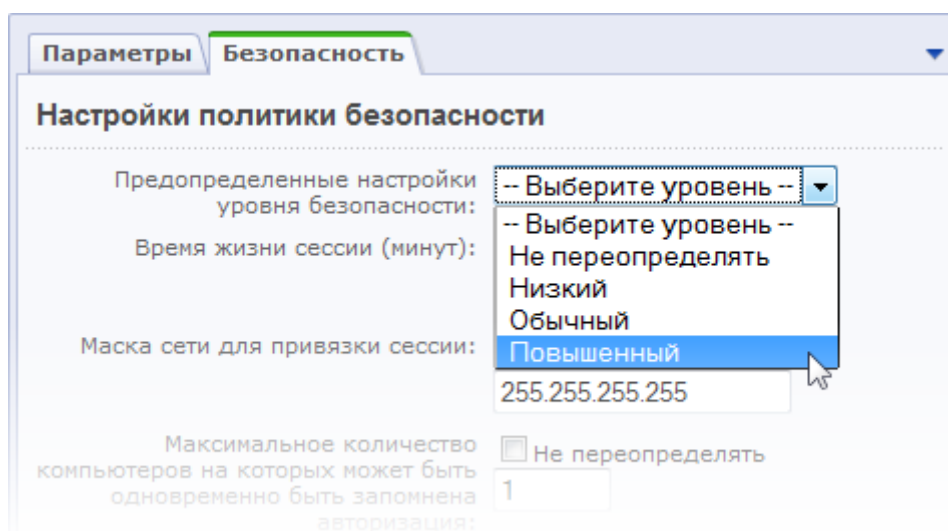 Параметры Безопасность
Настройки политики безопасности
Предопределенные настройки
уровня безопасности:
-- Выберите уровень --
-- Выберите уровень --
Не переопределять
Низкий
Обычный
Повышенный
Время жизни сессии (минут):
Маска сети для привязки сессии:
255.255.255.255
Максимальное количество
компьютеров на которых может быть
одновременно быть запомнена
авторизация:
Не переопределять
1